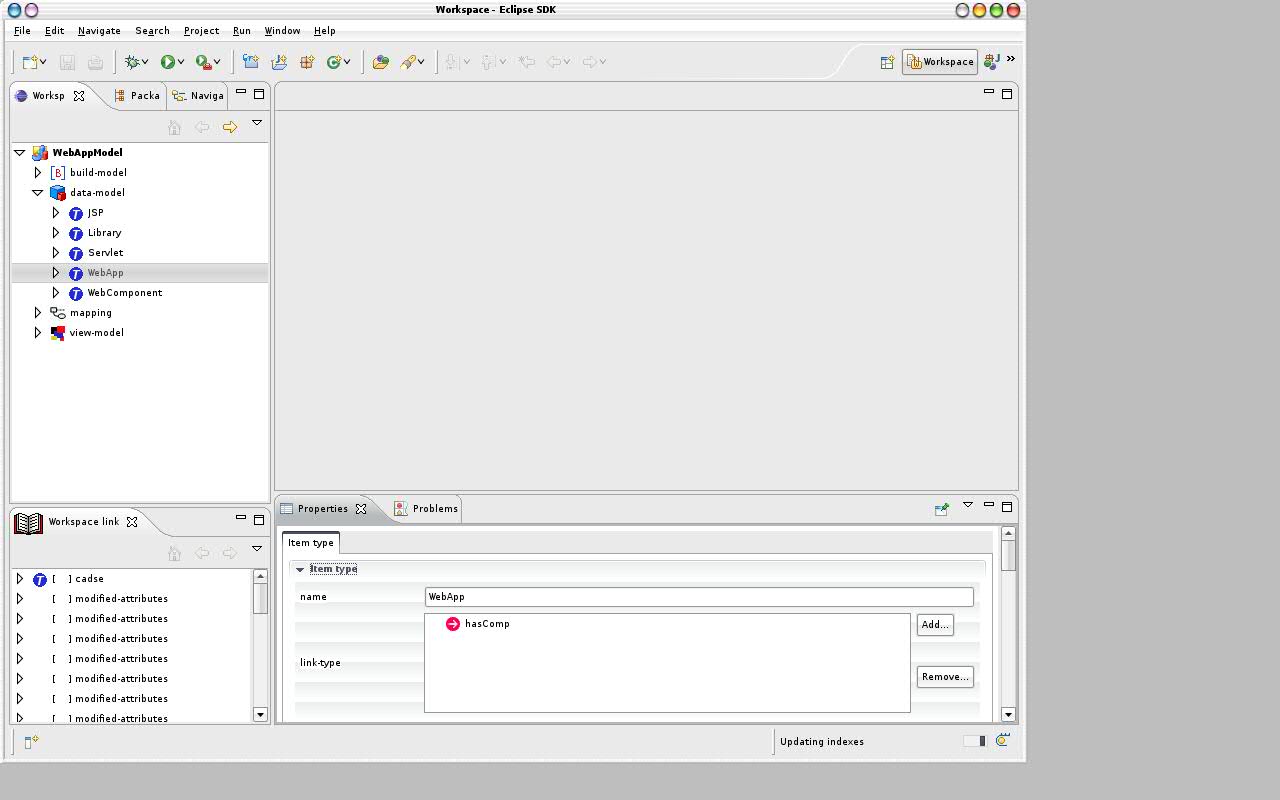 Workspace - Eclipse SDK
File Edit Navigate Search Project Run Window Help
Workspace J »
Worksp Packa Naviga
WebAppModel
[B] build-model
data-model
T JSP
T Library
T Servlet
T WebApp
T WebComponent
mapping
view-model
Properties Problems
Item type
Item type
name WebApp
link-type
hasComp
Add...
Remove...
Workspace link
T [ ] cadse
[ ] modified-attributes
[ ] modified-attributes
[ ] modified-attributes
[ ] modified-attributes
[ ] modified-attributes
[ ] modified-attributes
[ ] modified-attributes
Updating indexes